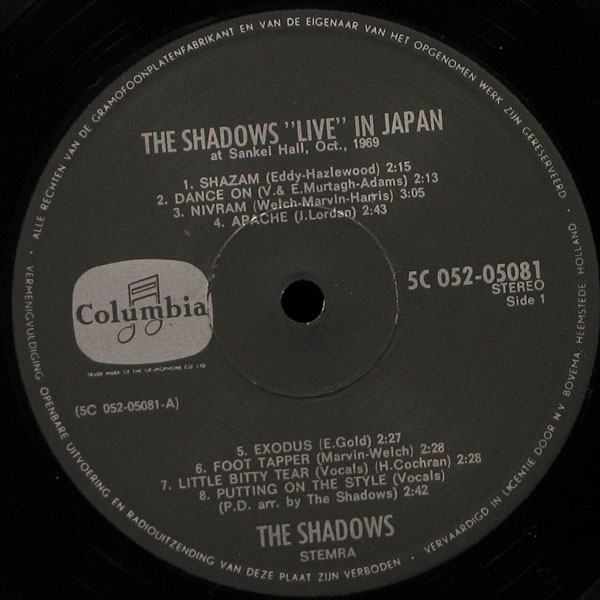 ALLE RECHTEN VAN DE GRAMOFOONPLATENFABRIKANT EN VAN DE EIGENAAR VAN HET OPGENOMEN WERK ZIJN GERESERVEERD ·
THE SHADOWS "LIVE" IN JAPAN
at Sankei Hall, Oct., 1969
1. SHAZAM (Eddy-Hazlewood) 2:15
2. DANCE ON (V.& E.Murtagh-Adams) 2:13
3. NIVRAM (Welch-Marvin-Harris) 3:05
4. APACHE (J.Lordan) 2:43
5C 052-05081
STEREO
Side 1
Columbia
TRADE MARK OF THE GRAMOPHONE CO LTD
(5C 052-05081-A)
5. EXODUS (E.Gold) 2:27
6. FOOT TAPPER (Marvin-Welch) 2:28
7. LITTLE BITTY TEAR (Vocals) (H.Cochran) 2:28
8. PUTTING ON THE STYLE (Vocals)
(P.D. arr. by The Shadows) 2:42
THE SHADOWS
STEMRA
VERMENIGVULDIGING OPENBARE UITVOERING EN RADIOUITZENDING VAN DEZE PLAAT ZIJN VERBODEN ·
VERVAARDIGD IN LICENTIE DOOR N.V. BOVEMA, HEEMSTEDE HOLLAND ·